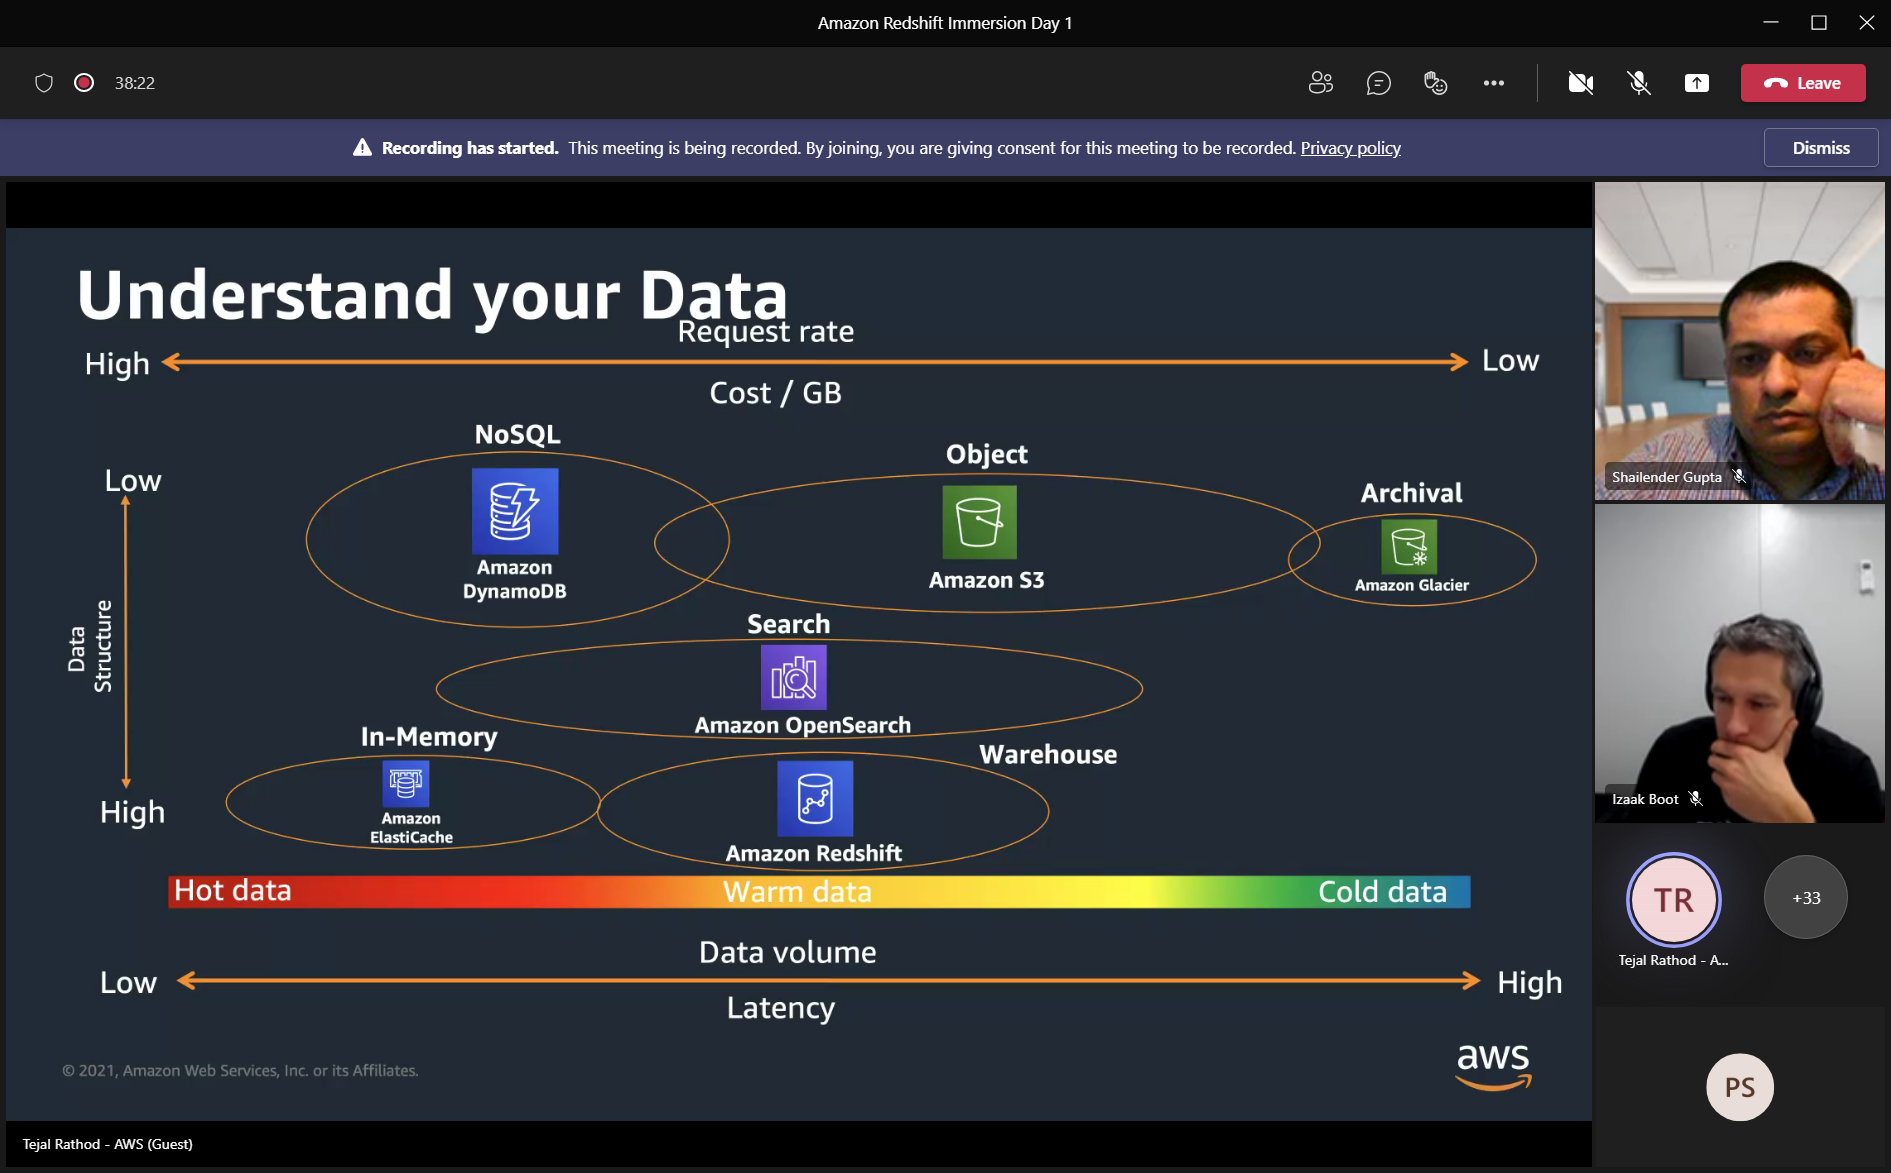 Amazon Redshift Immersion Day 1
38:22
Leave
Recording has started. This meeting is being recorded. By joining, you are giving consent for this meeting to be recorded. Privacy policy
Dismiss
Understand your Data
Request rate
High
Low
Cost / GB
NoSQL
Object
Archival
Low
Amazon
DynamoDB
Amazon S3
Amazon Glacier
Data
Structure
Search
Amazon OpenSearch
In-Memory
Warehouse
High
Amazon
ElastiCache
Amazon Redshift
Hot data
Warm data
Cold data
Data volume
Low
High
Latency
© 2021, Amazon Web Services, Inc. or its Affiliates.
aws
Tejal Rathod - AWS (Guest)
Shailender Gupta
Izaak Boot
TR
+33
Tejal Rathod - A...
PS